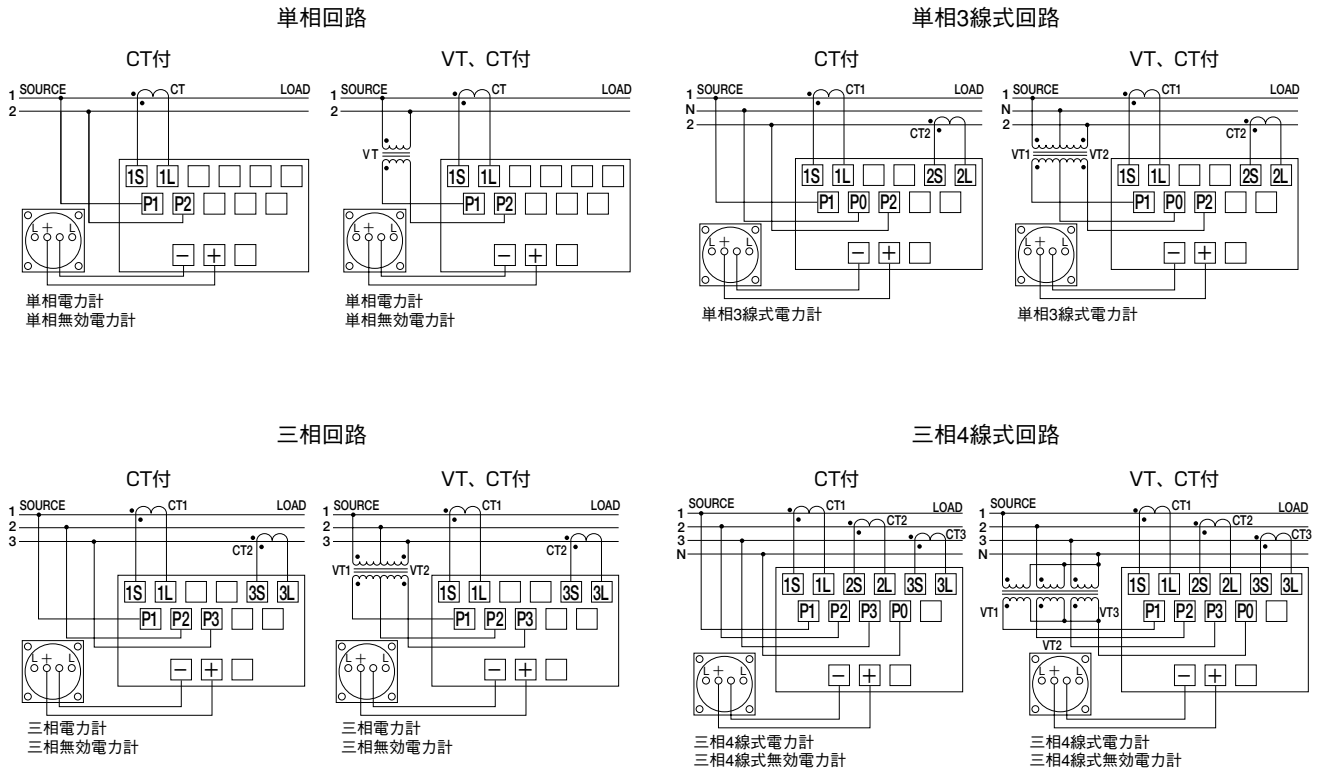 単相回路
CT付
1 SOURCE CT LOAD
2
1S 1L
P1 P2
L + L
− +
単相電力計
単相無効電力計
VT、CT付
1 SOURCE CT LOAD
2
VT
1S 1L
P1 P2
L + L
− +
単相電力計
単相無効電力計
単相3線式回路
CT付
1 SOURCE CT1 LOAD
N
2
CT2
1S 1L 2S 2L
P1 P0 P2
L + L
− +
単相3線式電力計
VT、CT付
1 SOURCE CT1 LOAD
N
2
CT2
VT1 VT2
1S 1L 2S 2L
P1 P0 P2
L + L
− +
単相3線式電力計
三相回路
CT付
1 SOURCE CT1 LOAD
2
3
CT2
1S 1L 3S 3L
P1 P2 P3
L + L
− +
三相電力計
三相無効電力計
VT、CT付
1 SOURCE CT1 LOAD
2
3
CT2
VT1 VT2
1S 1L 3S 3L
P1 P2 P3
L + L
− +
三相電力計
三相無効電力計
三相4線式回路
CT付
1 SOURCE CT1 LOAD
2 CT2
3 CT3
N
1S 1L 2S 2L 3S 3L
P1 P2 P3 P0
L + L
− +
三相4線式電力計
三相4線式無効電力計
VT、CT付
1 SOURCE CT1 LOAD
2 CT2
3 CT3
N
1S 1L 2S 2L 3S 3L
VT1 VT3 P1 P2 P3 P0
VT2
L + L
− +
三相4線式電力計
三相4線式無効電力計